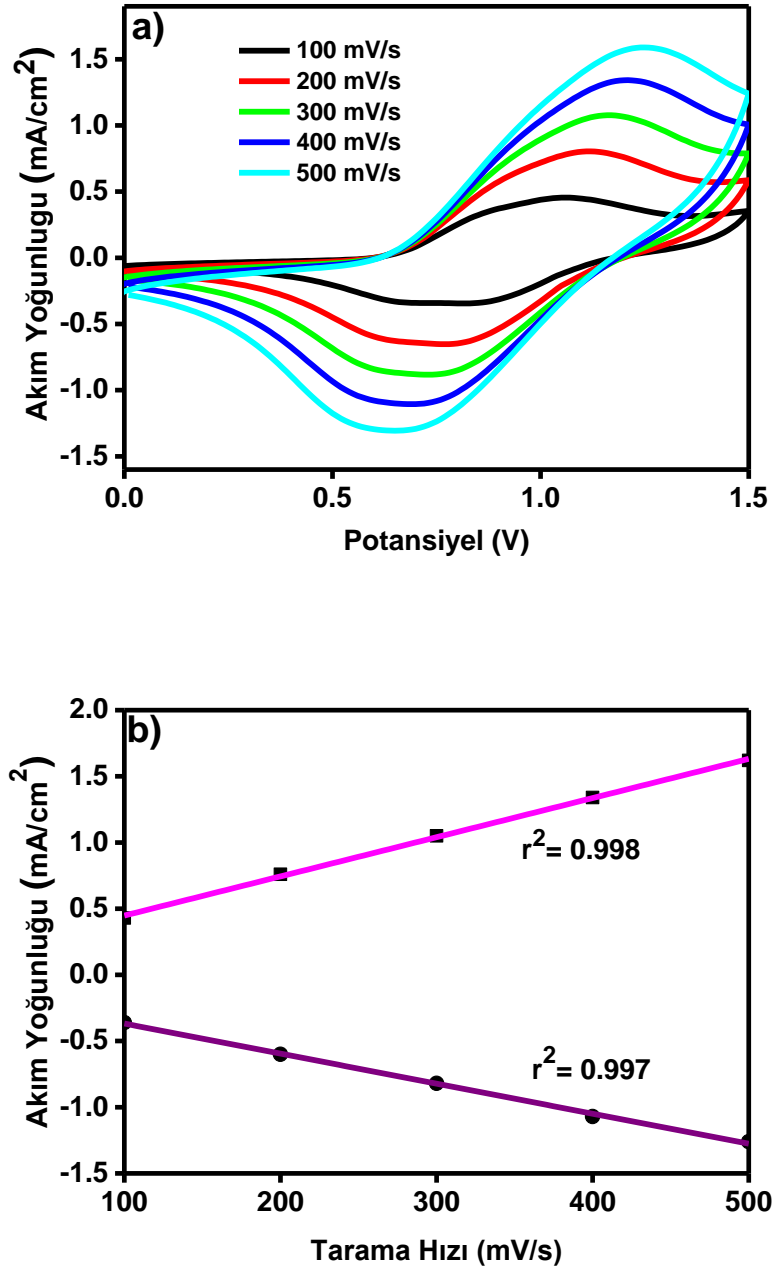 a)
100 mV/s
200 mV/s
300 mV/s
400 mV/s
500 mV/s
Akım Yoğunlugu (mA/cm²)
1.5
1.0
0.5
0.0
-0.5
-1.0
-1.5
0.0 0.5 1.0 1.5
Potansiyel (V)
b)
Akım Yoğunluğu (mA/cm²)
2.0
1.5
1.0
0.5
0.0
-0.5
-1.0
-1.5
r²= 0.998
r²= 0.997
100 200 300 400 500
Tarama Hızı (mV/s)